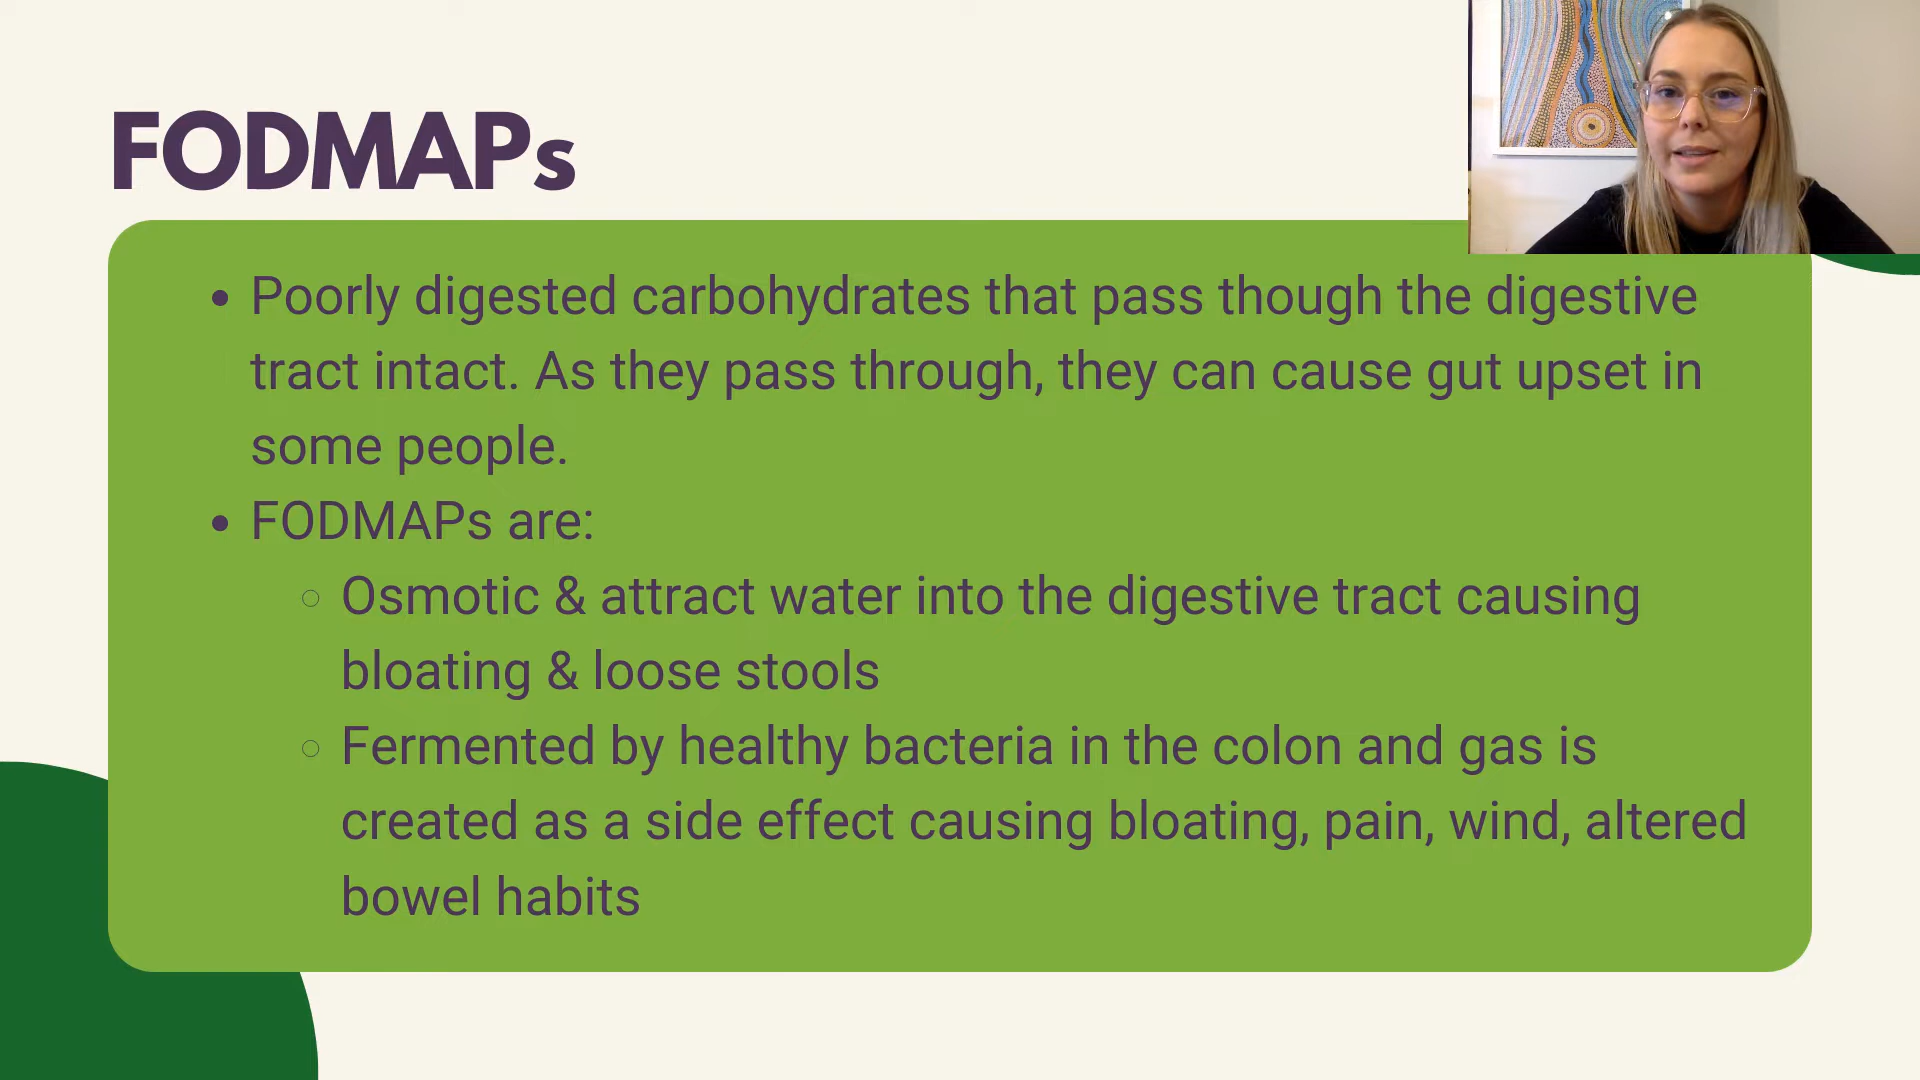 FODMAPs
• Poorly digested carbohydrates that pass though the digestive
tract intact. As they pass through, they can cause gut upset in
some people.
• FODMAPs are:
○ Osmotic & attract water into the digestive tract causing
bloating & loose stools
○ Fermented by healthy bacteria in the colon and gas is
created as a side effect causing bloating, pain, wind, altered
bowel habits